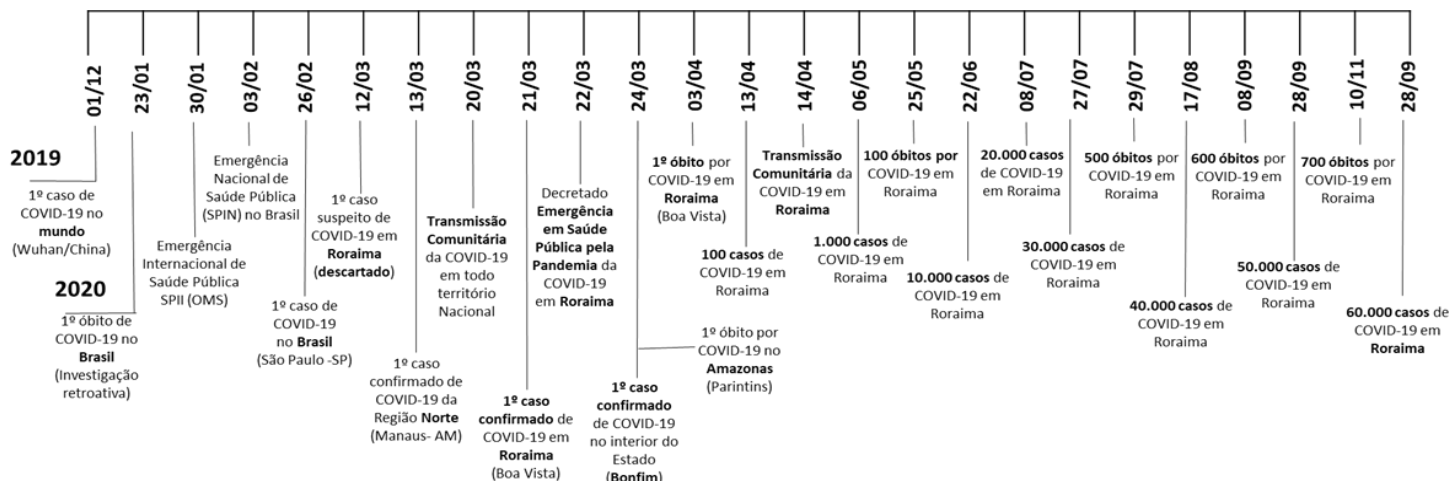 01/12
23/01
30/01
03/02
26/02
12/03
13/03
20/03
21/03
22/03
24/03
03/04
13/04
14/04
06/05
25/05
22/06
08/07
27/07
29/07
17/08
08/09
28/09
10/11
28/09
2019
1º caso de
COVID-19 no
mundo
(Wuhan/China)
2020
1º óbito de
COVID-19 no
Brasil
(Investigação
retroativa)
Emergência
Internacional de
Saúde Pública
SPII (OMS)
Emergência
Nacional de
Saúde Pública
(SPIN) no Brasil
1º caso de
COVID-19
no Brasil
(São Paulo -SP)
1º caso
suspeito de
COVID-19 em
Roraima
(descartado)
1º caso
confirmado de
COVID-19 da
Região Norte
(Manaus- AM)
Transmissão
Comunitária
da COVID-19
em todo
território
Nacional
1º caso
confirmado de
COVID-19 em
Roraima
(Boa Vista)
Decretado
Emergência
em Saúde
Pública pela
Pandemia da
COVID-19
em Roraima
1º caso
confirmado
de COVID-19
no interior do
Estado
(Bonfim)
1º óbito por
COVID-19 no
Amazonas
(Parintins)
1º óbito por
COVID-19 em
Roraima
(Boa Vista)
100 casos de
COVID-19 em
Roraima
Transmissão
Comunitária da
COVID-19 em
Roraima
1.000 casos de
COVID-19 em
Roraima
100 óbitos por
COVID-19 em
Roraima
10.000 casos de
COVID-19 em
Roraima
20.000 casos
de COVID-19
em Roraima
30.000 casos de
COVID-19 em
Roraima
500 óbitos por
COVID-19 em
Roraima
40.000 casos de
COVID-19 em
Roraima
600 óbitos por
COVID-19 em
Roraima
50.000 casos de
COVID-19 em
Roraima
700 óbitos por
COVID-19 em
Roraima
60.000 casos de
COVID-19 em
Roraima